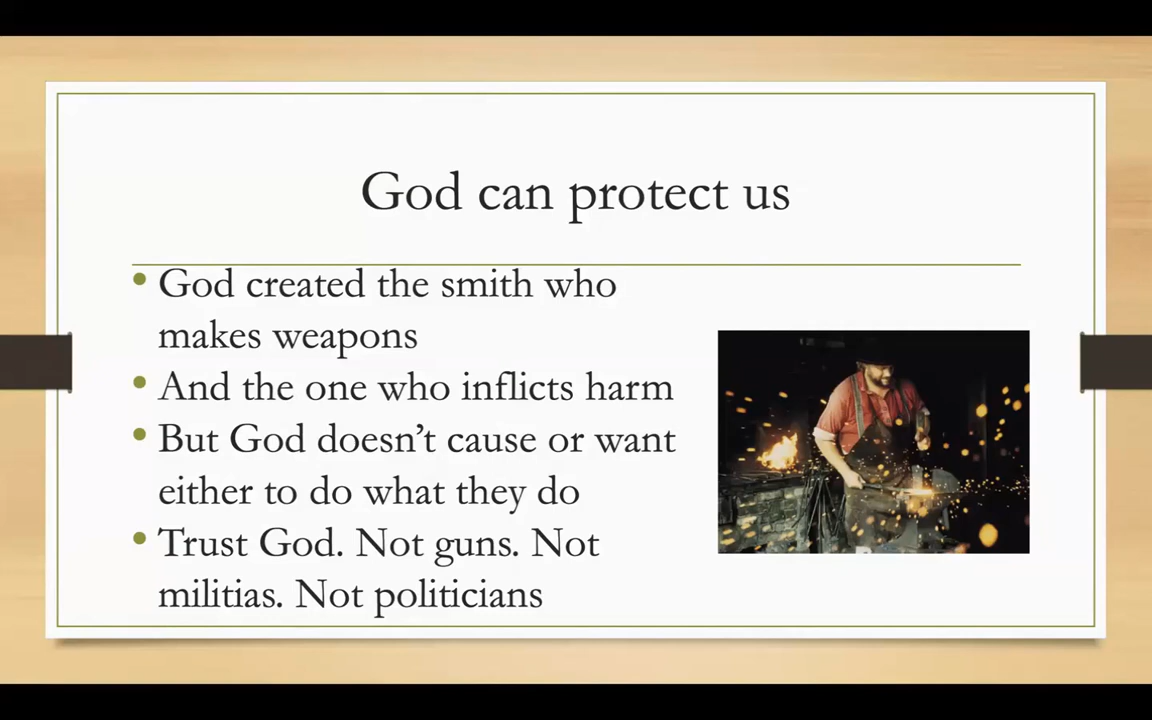 God can protect us
• God created the smith who
makes weapons
• And the one who inflicts harm
• But God doesn’t cause or want
either to do what they do
• Trust God. Not guns. Not
militias. Not politicians